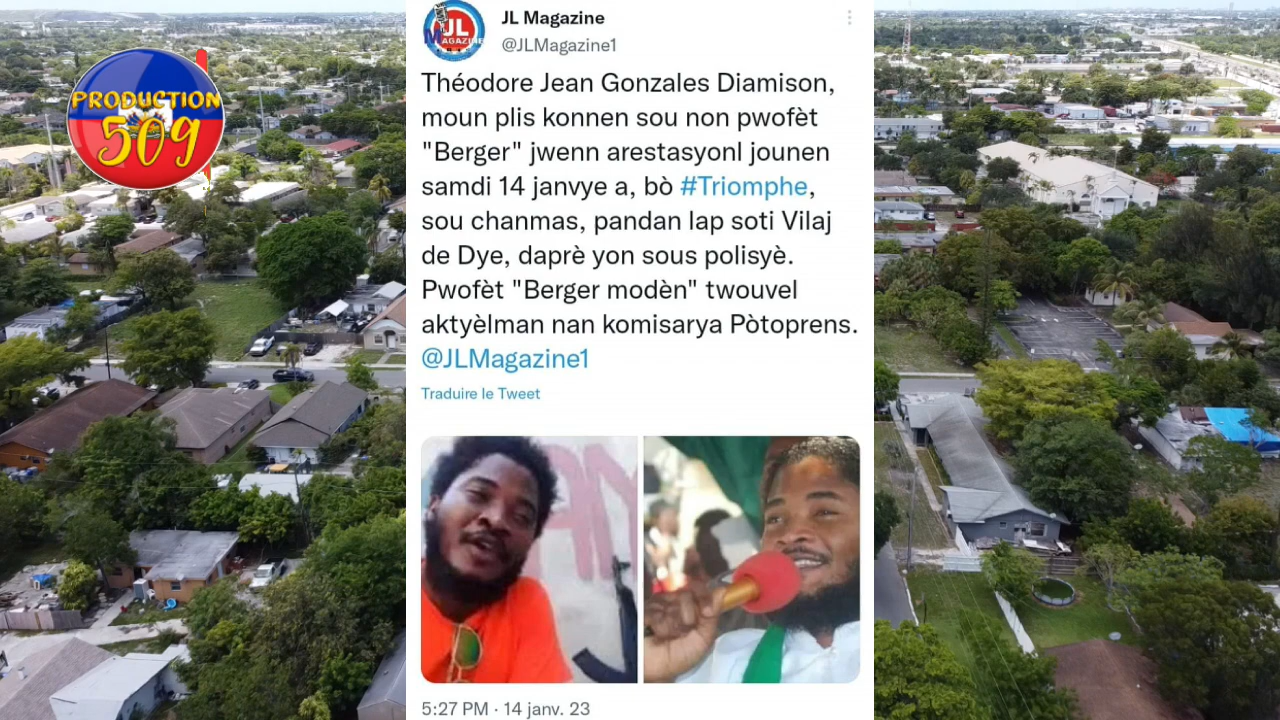 PRODUCTION
509
JL
MAGAZINE
JL Magazine
@JLMagazine1
Théodore Jean Gonzales Diamison,
moun plis konnen sou non pwofèt
"Berger" jwenn arestasyonl jounen
samdi 14 janvye a, bò #Triomphe,
sou chanmas, pandan lap soti Vilaj
de Dye, daprè yon sous polisyè.
Pwofèt "Berger modèn" twouvel
aktyèlman nan komisarya Pòtoprens.
@JLMagazine1
Traduire le Tweet
5:27 PM · 14 janv. 23